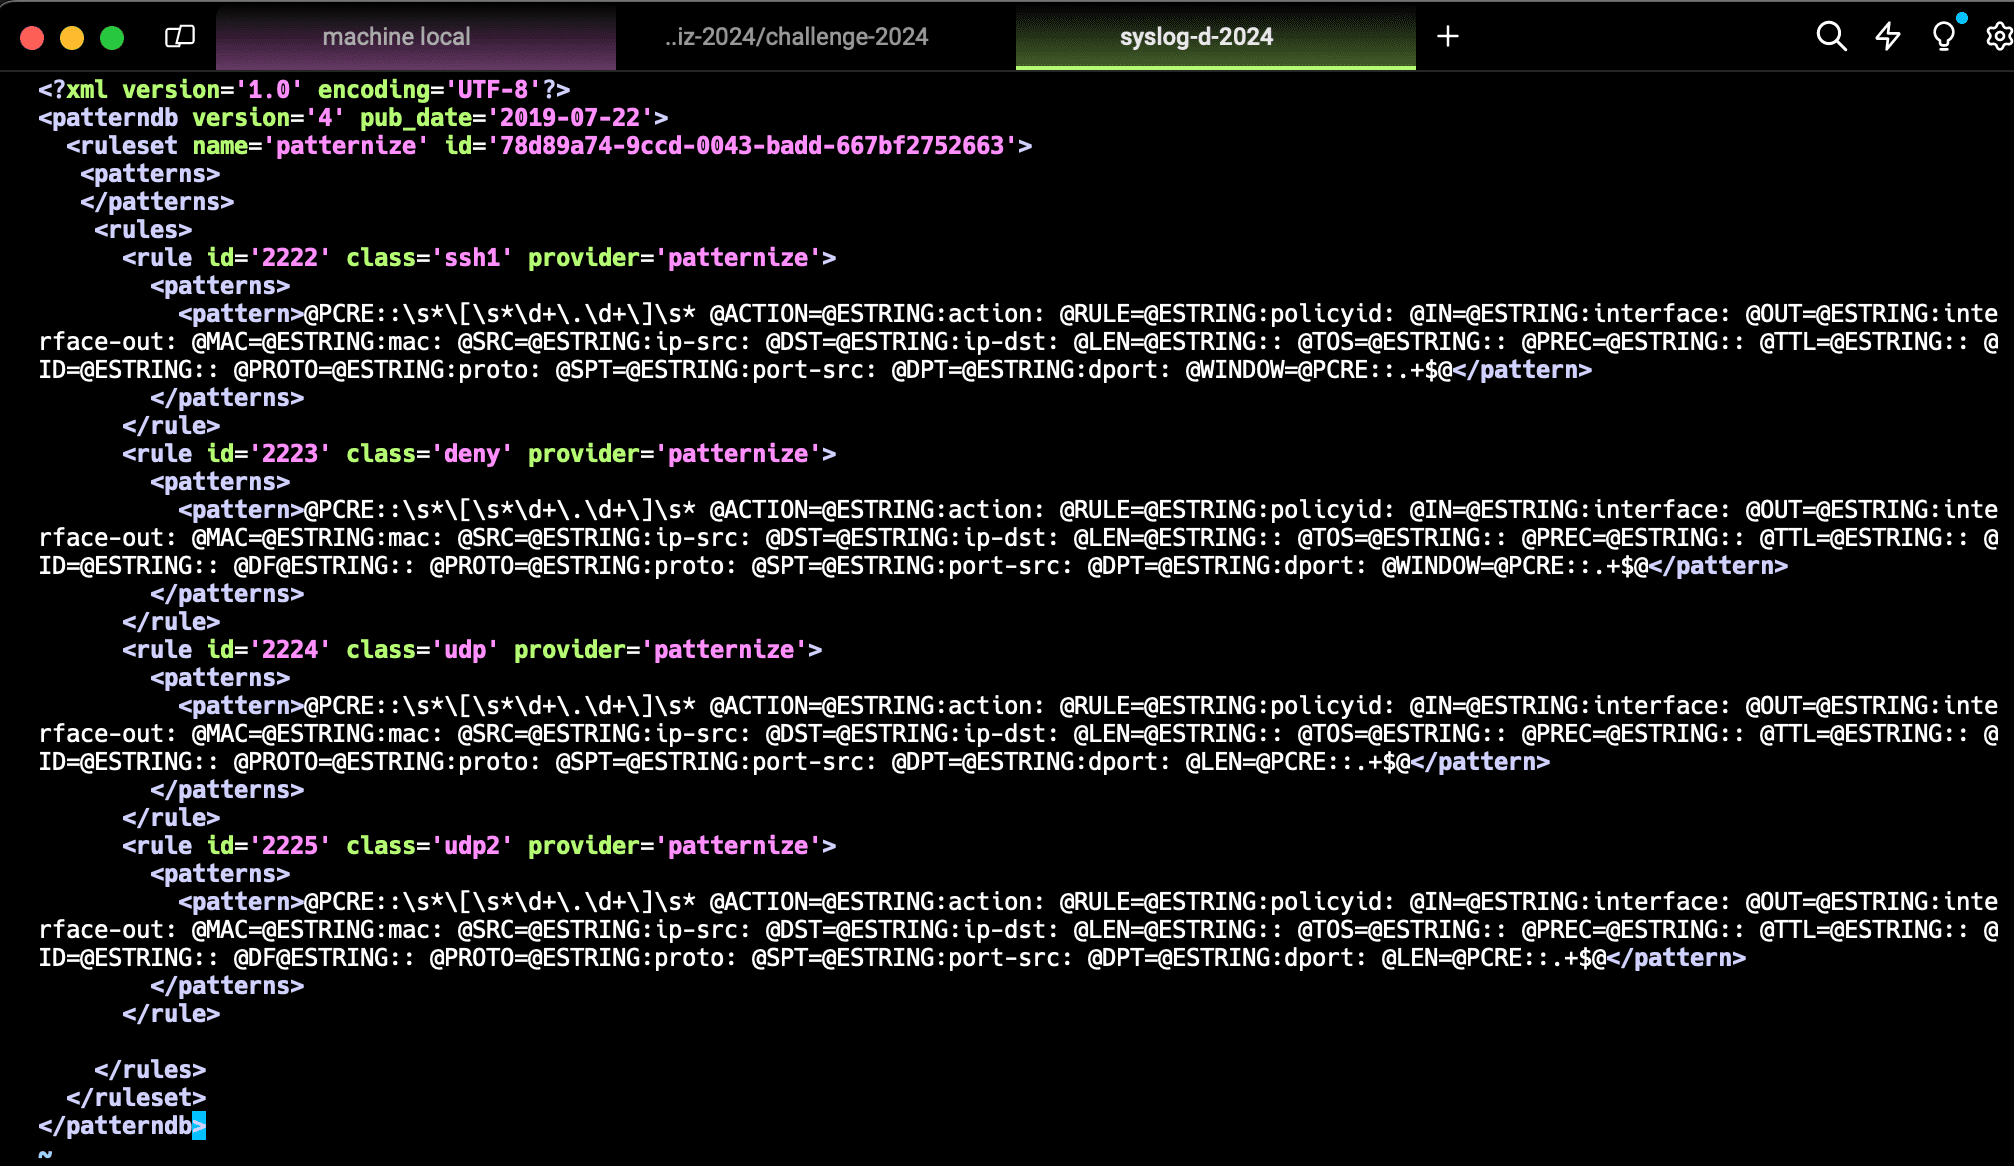 machine local
..iz-2024/challenge-2024
syslog-d-2024
<?xml version='1.0' encoding='UTF-8'?>
<patterndb version='4' pub_date='2019-07-22'>
<ruleset name='patternize' id='78d89a74-9ccd-0043-badd-667bf2752663'>
<patterns>
</patterns>
<rules>
<rule id='2222' class='ssh1' provider='patternize'>
<patterns>
<pattern>@PCRE::\s*\[\s*\d+\.\d+\]\s* @ACTION=@ESTRING:action: @RULE=@ESTRING:policyid: @IN=@ESTRING:interface: @OUT=@ESTRING:inte
rface-out: @MAC=@ESTRING:mac: @SRC=@ESTRING:ip-src: @DST=@ESTRING:ip-dst: @LEN=@ESTRING:: @TOS=@ESTRING:: @PREC=@ESTRING:: @TTL=@ESTRING:: @
ID=@ESTRING:: @PROTO=@ESTRING:proto: @SPT=@ESTRING:port-src: @DPT=@ESTRING:dport: @WINDOW=@PCRE::.+$@</pattern>
</patterns>
</rule>
<rule id='2223' class='deny' provider='patternize'>
<patterns>
<pattern>@PCRE::\s*\[\s*\d+\.\d+\]\s* @ACTION=@ESTRING:action: @RULE=@ESTRING:policyid: @IN=@ESTRING:interface: @OUT=@ESTRING:inte
rface-out: @MAC=@ESTRING:mac: @SRC=@ESTRING:ip-src: @DST=@ESTRING:ip-dst: @LEN=@ESTRING:: @TOS=@ESTRING:: @PREC=@ESTRING:: @TTL=@ESTRING:: @
ID=@ESTRING:: @DF@ESTRING:: @PROTO=@ESTRING:proto: @SPT=@ESTRING:port-src: @DPT=@ESTRING:dport: @WINDOW=@PCRE::.+$@</pattern>
</patterns>
</rule>
<rule id='2224' class='udp' provider='patternize'>
<patterns>
<pattern>@PCRE::\s*\[\s*\d+\.\d+\]\s* @ACTION=@ESTRING:action: @RULE=@ESTRING:policyid: @IN=@ESTRING:interface: @OUT=@ESTRING:inte
rface-out: @MAC=@ESTRING:mac: @SRC=@ESTRING:ip-src: @DST=@ESTRING:ip-dst: @LEN=@ESTRING:: @TOS=@ESTRING:: @PREC=@ESTRING:: @TTL=@ESTRING:: @
ID=@ESTRING:: @PROTO=@ESTRING:proto: @SPT=@ESTRING:port-src: @DPT=@ESTRING:dport: @LEN=@PCRE::.+$@</pattern>
</patterns>
</rule>
<rule id='2225' class='udp2' provider='patternize'>
<patterns>
<pattern>@PCRE::\s*\[\s*\d+\.\d+\]\s* @ACTION=@ESTRING:action: @RULE=@ESTRING:policyid: @IN=@ESTRING:interface: @OUT=@ESTRING:inte
rface-out: @MAC=@ESTRING:mac: @SRC=@ESTRING:ip-src: @DST=@ESTRING:ip-dst: @LEN=@ESTRING:: @TOS=@ESTRING:: @PREC=@ESTRING:: @TTL=@ESTRING:: @
ID=@ESTRING:: @DF@ESTRING:: @PROTO=@ESTRING:proto: @SPT=@ESTRING:port-src: @DPT=@ESTRING:dport: @LEN=@PCRE::.+$@</pattern>
</patterns>
</rule>
</rules>
</ruleset>
</patterndb>
~